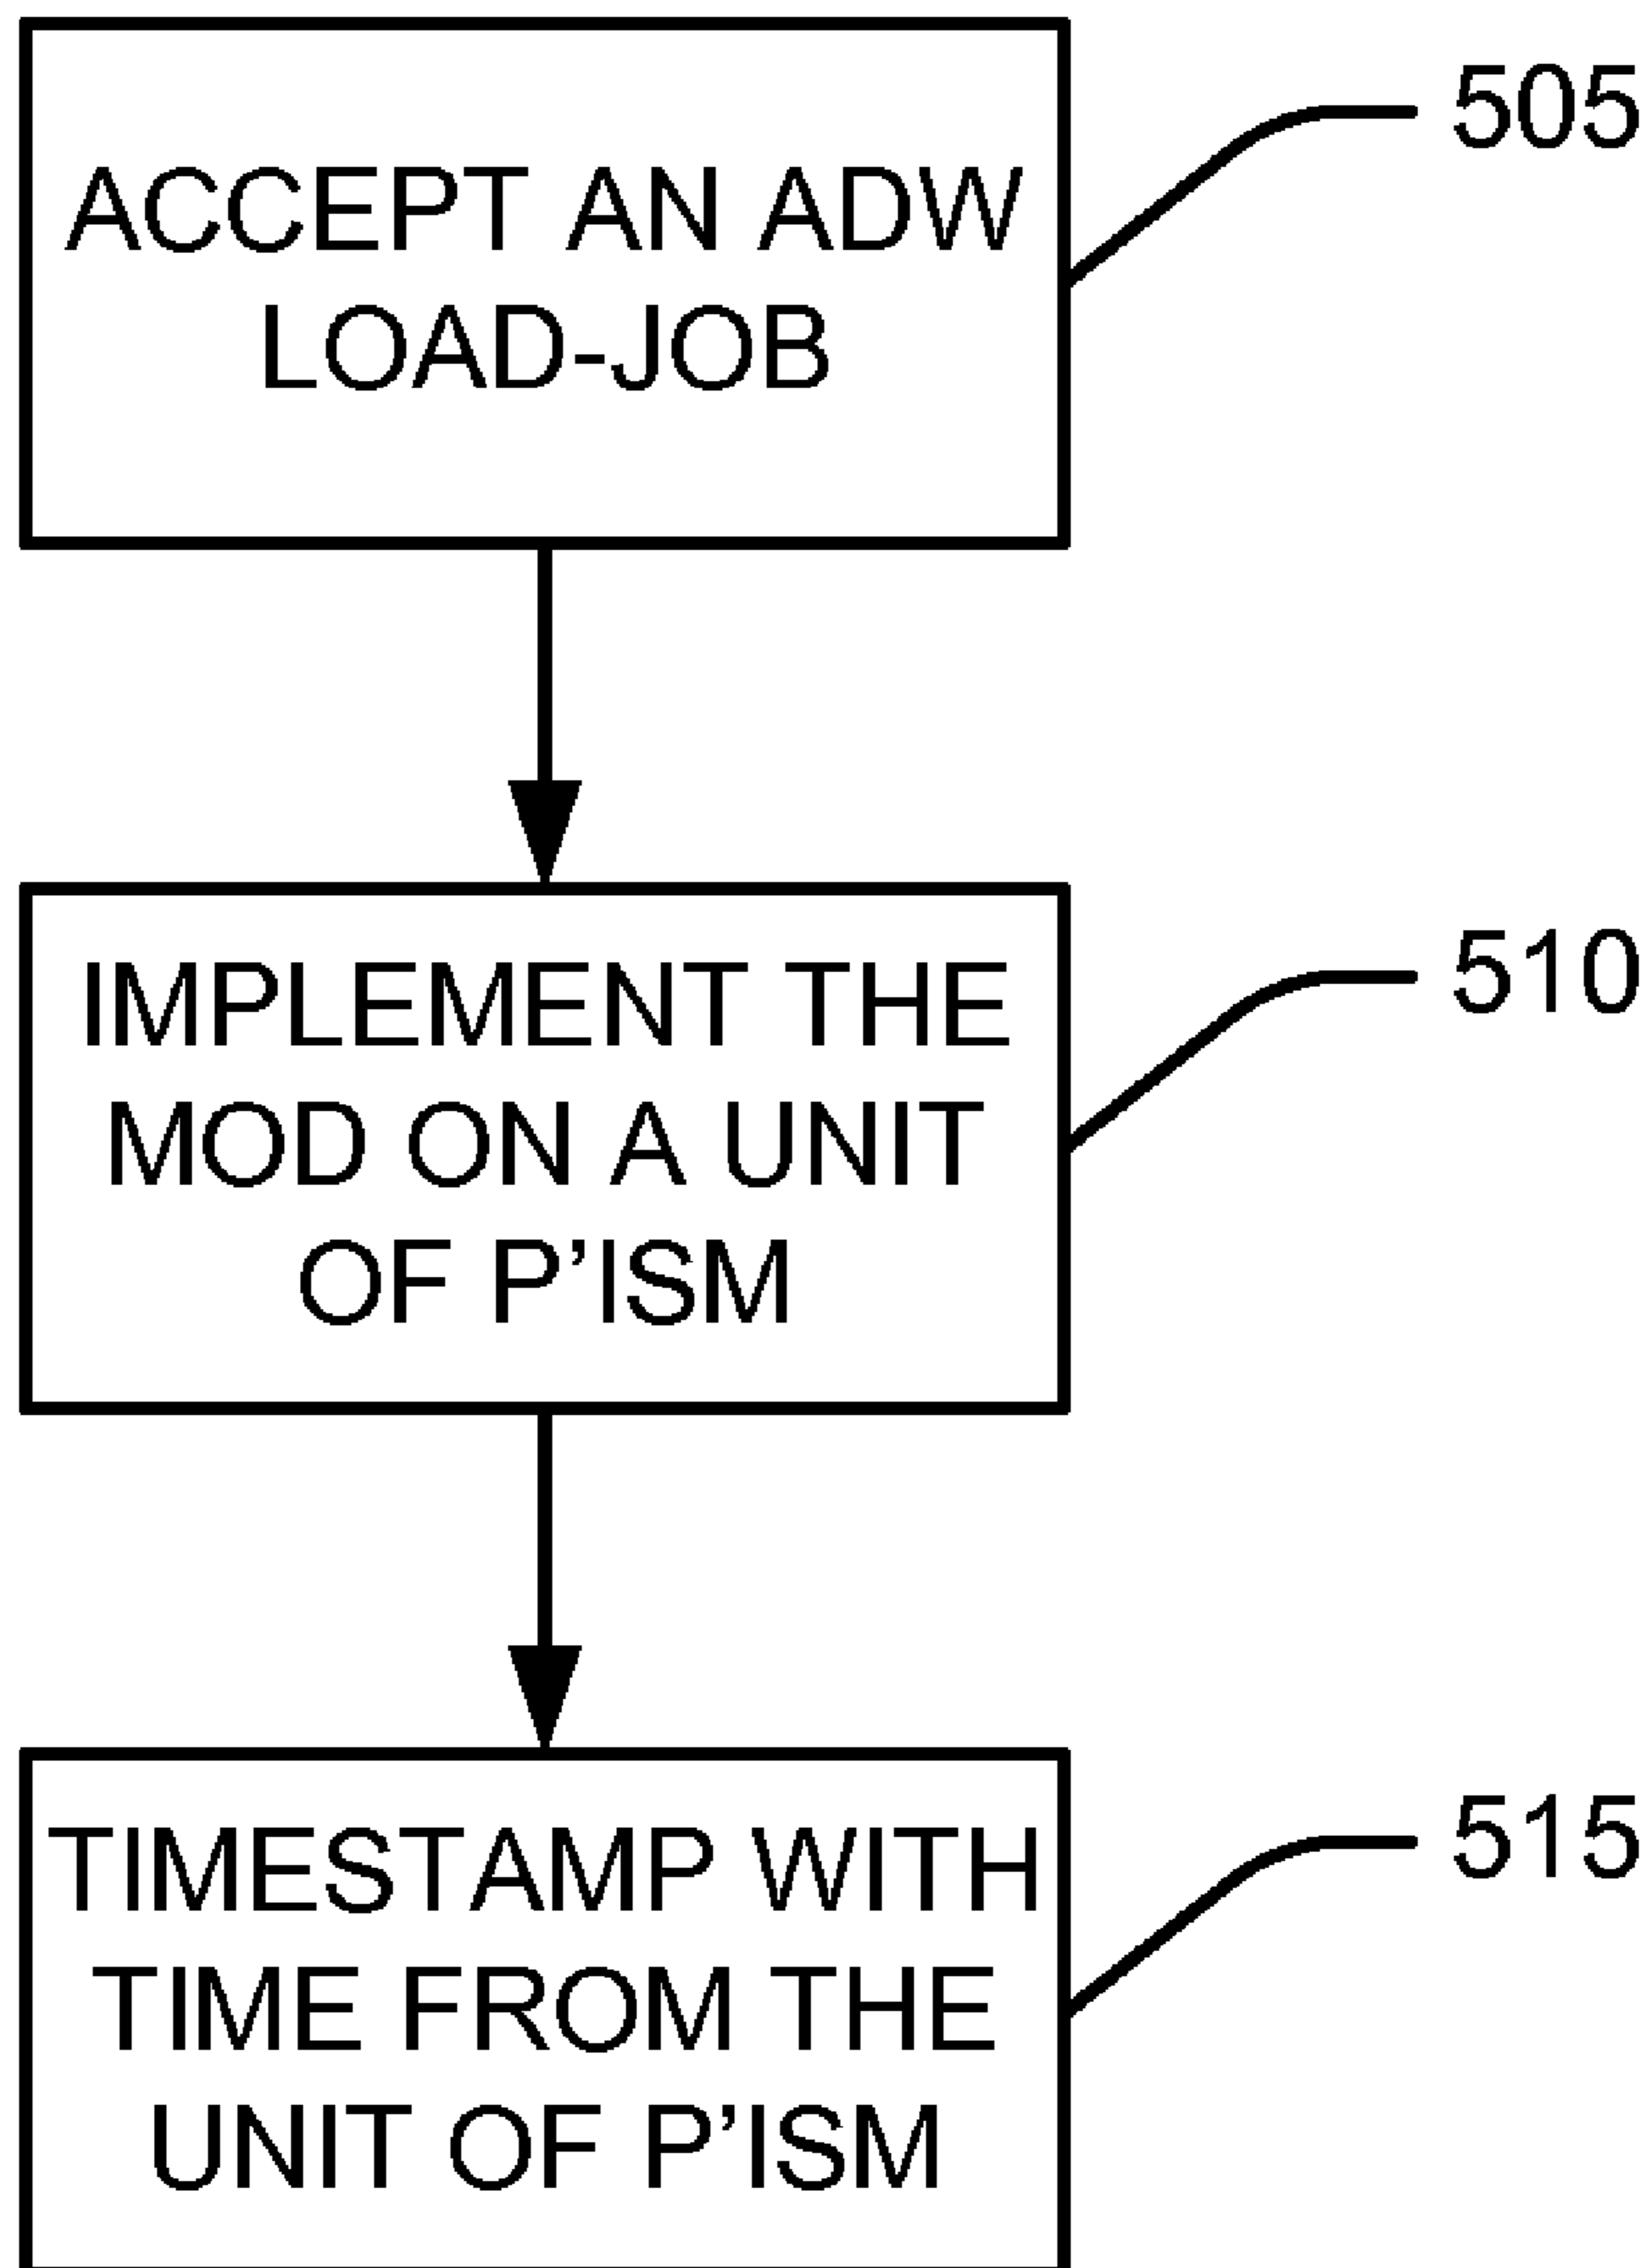 ACCEPT AN ADW
LOAD-JOB
505
IMPLEMENT THE
MOD ON A UNIT
OF P’ISM
510
TIMESTAMP WITH
TIME FROM THE
UNIT OF P'ISM
515